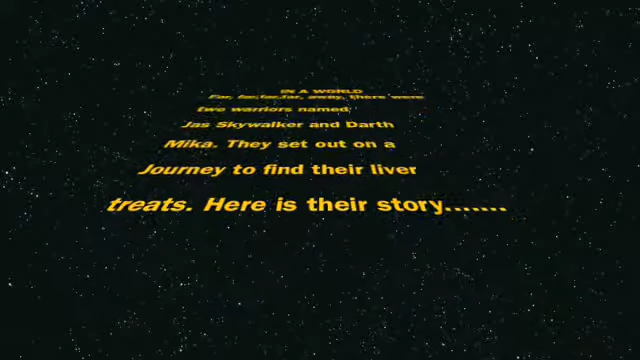 IN A WORLD
Far, far,far,far, away, there were
two warriors named
Jas Skywalker and Darth
Mika. They set out on a
Journey to find their liver
treats. Here is their story.......